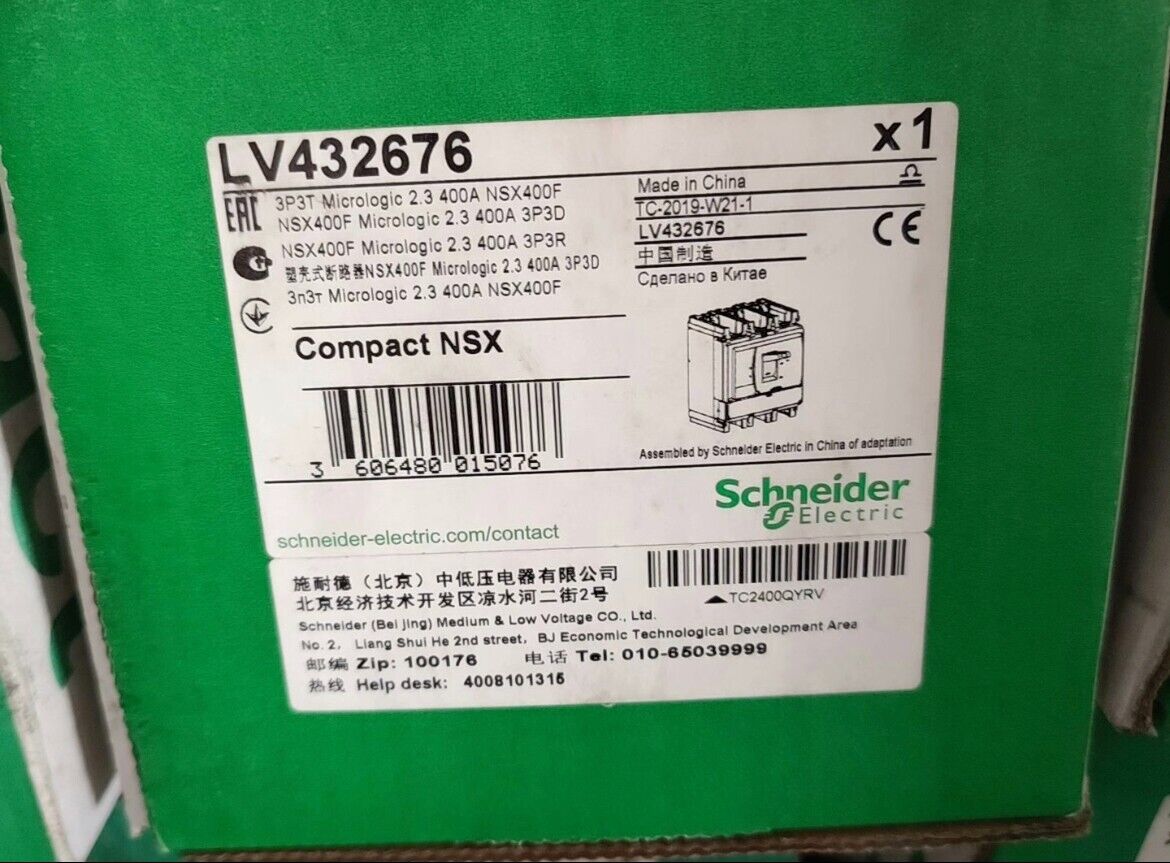 LV432676
x1
EAC
3P3T Micrologic 2.3 400A NSX400F
NSX400F Micrologic 2.3 400A 3P3D
NSX400F Micrologic 2.3 400A 3P3R
塑壳式断路器NSX400F Micrologic 2.3 400A 3P3D
3п3т Micrologic 2.3 400A NSX400F
Made in China
TC-2019-W21-1
LV432676
中国制造
Сделано в Китае
CE
Compact NSX
3 606480 015076
Assembled by Schneider Electric in China of adaptation
schneider-electric.com/contact
Schneider
Electric
施耐德（北京）中低压电器有限公司
北京经济技术开发区凉水河二街2号
TC2400QYRV
Schneider (Beijing) Medium & Low Voltage CO., Ltd.
No. 2, Liang Shui He 2nd street, BJ Economic Technological Development Area
邮编 Zip: 100176 电话 Tel: 010-65039999
热线 Help desk: 4008101315